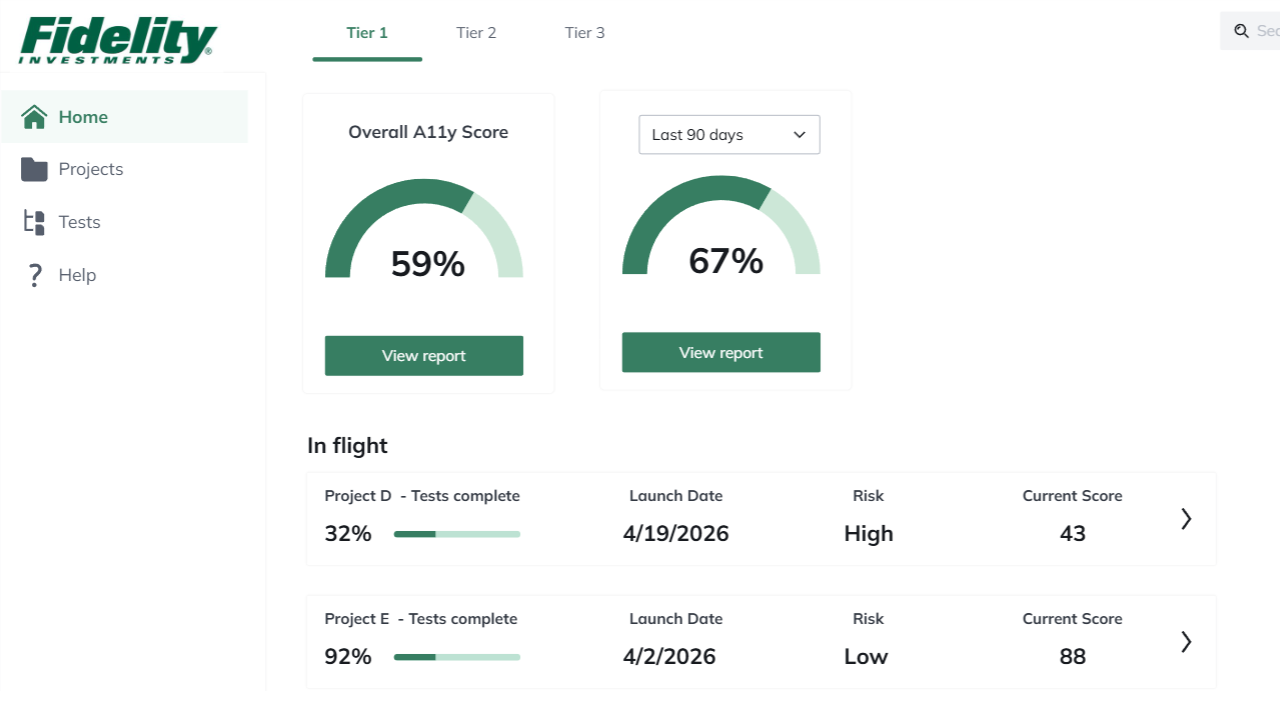 Fidelity®
INVESTMENTS
Tier 1
Tier 2
Tier 3
Home
Projects
Tests
? Help
Overall A11y Score
59%
View report
Last 90 days
67%
View report
In flight
Project D - Tests complete
Launch Date
Risk
Current Score
32%
4/19/2026
High
43
Project E - Tests complete
Launch Date
Risk
Current Score
92%
4/2/2026
Low
88